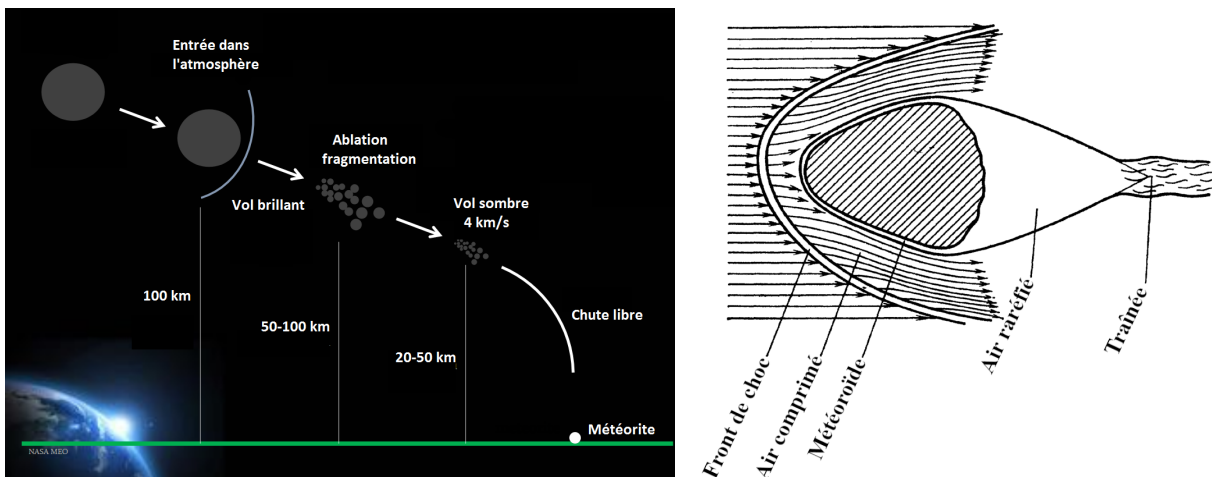 Entrée dans
l'atmosphère
Ablation
fragmentation
Vol brillant
Vol sombre
4 km/s
100 km
50-100 km
20-50 km
Chute libre
Météorite
NASA MEO
Front de choc
Air comprimé
Météoroïde
Air raréfié
Traînée